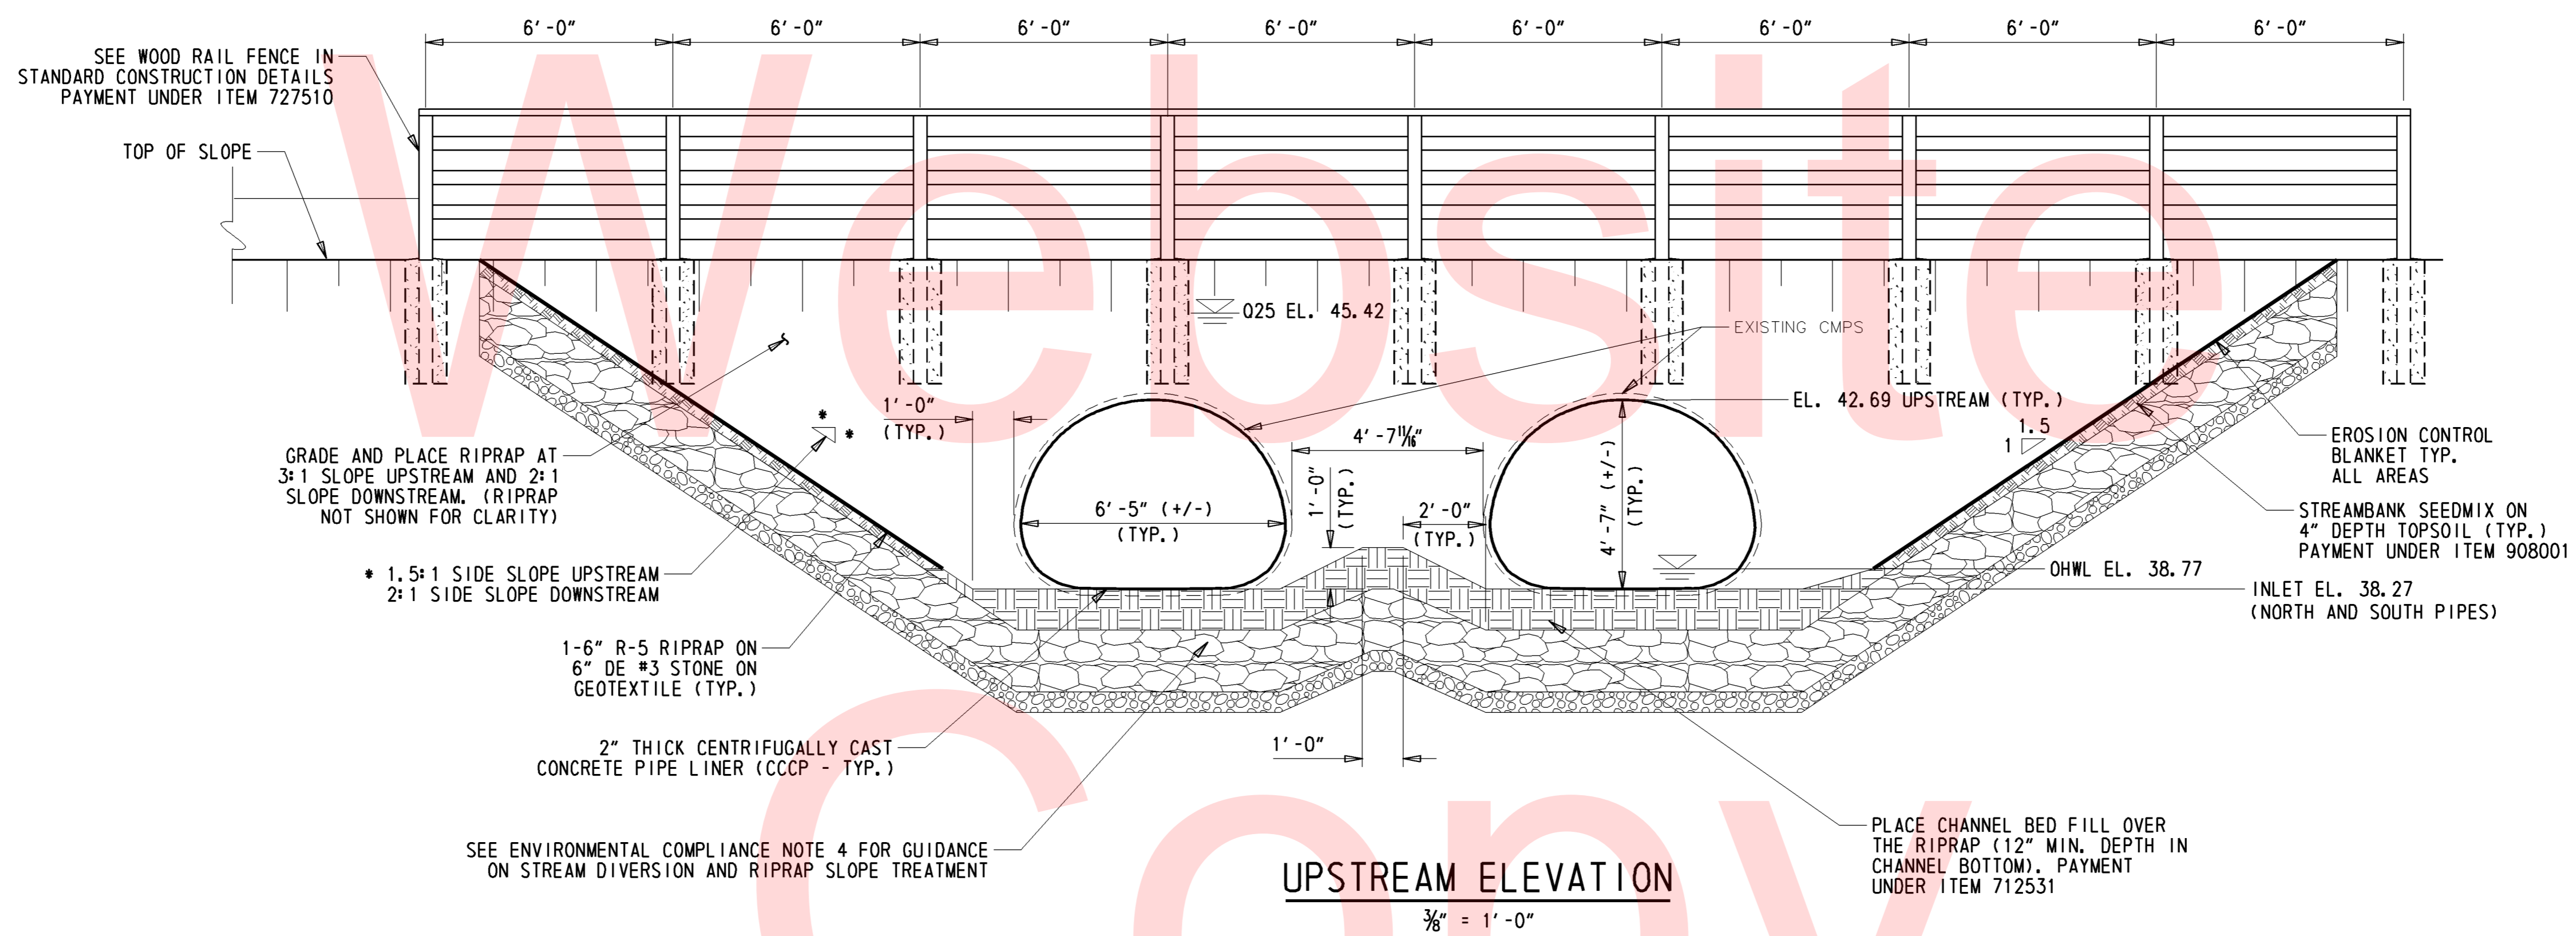 6'-0" 6'-0" 6'-0" 6'-0" 6'-0" 6'-0" 6'-0" 6'-0"
SEE WOOD RAIL FENCE IN
STANDARD CONSTRUCTION DETAILS
PAYMENT UNDER ITEM 727510
TOP OF SLOPE
Q25 EL. 45.42
EXISTING CMPS
EL. 42.69 UPSTREAM (TYP.)
1'-0"
(TYP.)
*
*
4'-7 11/16"
1.5
1
GRADE AND PLACE RIPRAP AT
3:1 SLOPE UPSTREAM AND 2:1
SLOPE DOWNSTREAM. (RIPRAP
NOT SHOWN FOR CLARITY)
EROSION CONTROL
BLANKET TYP.
ALL AREAS
6'-5" (+/-)
(TYP.)
1'-0"
(TYP.)
2'-0"
(TYP.)
4'-7" (+/-)
(TYP.)
STREAMBANK SEEDMIX ON
4" DEPTH TOPSOIL (TYP.)
PAYMENT UNDER ITEM 908001
* 1.5:1 SIDE SLOPE UPSTREAM
2:1 SIDE SLOPE DOWNSTREAM
OHWL EL. 38.77
INLET EL. 38.27
(NORTH AND SOUTH PIPES)
1-6" R-5 RIPRAP ON
6" DE #3 STONE ON
GEOTEXTILE (TYP.)
2" THICK CENTRIFUGALLY CAST
CONCRETE PIPE LINER (CCCP - TYP.)
1'-0"
SEE ENVIRONMENTAL COMPLIANCE NOTE 4 FOR GUIDANCE
ON STREAM DIVERSION AND RIPRAP SLOPE TREATMENT
PLACE CHANNEL BED FILL OVER
THE RIPRAP (12" MIN. DEPTH IN
CHANNEL BOTTOM). PAYMENT
UNDER ITEM 712531
UPSTREAM ELEVATION
3/8" = 1'-0"
Website
Copy